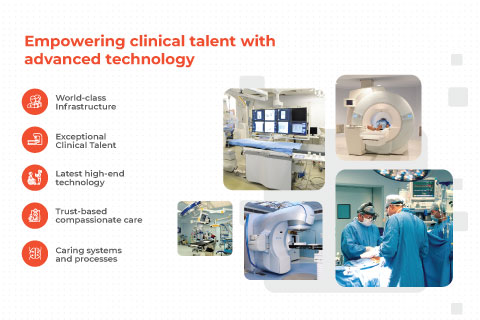 Empowering clinical talent with
advanced technology
World-class
Infrastructure
Exceptional
Clinical Talent
Latest high-end
technology
Trust-based
compassionate care
Caring systems
and processes